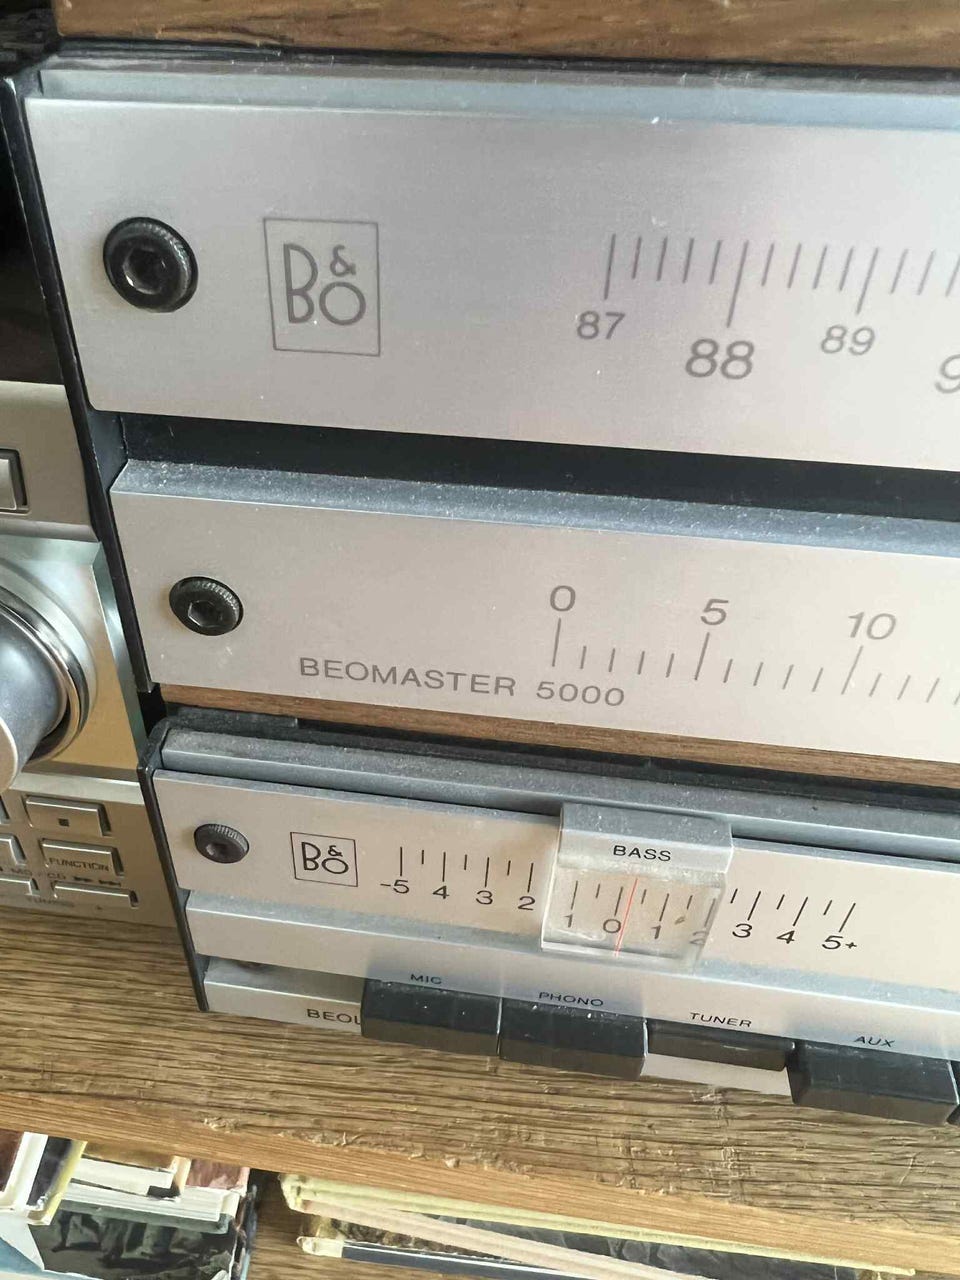 B&O
87 88 89
0 5 10
BEOMASTER 5000
BASS
B&O
-5 4 3 2 1 0 1 2 3 4 5+
FUNCTION
MIC PHONO TUNER AUX